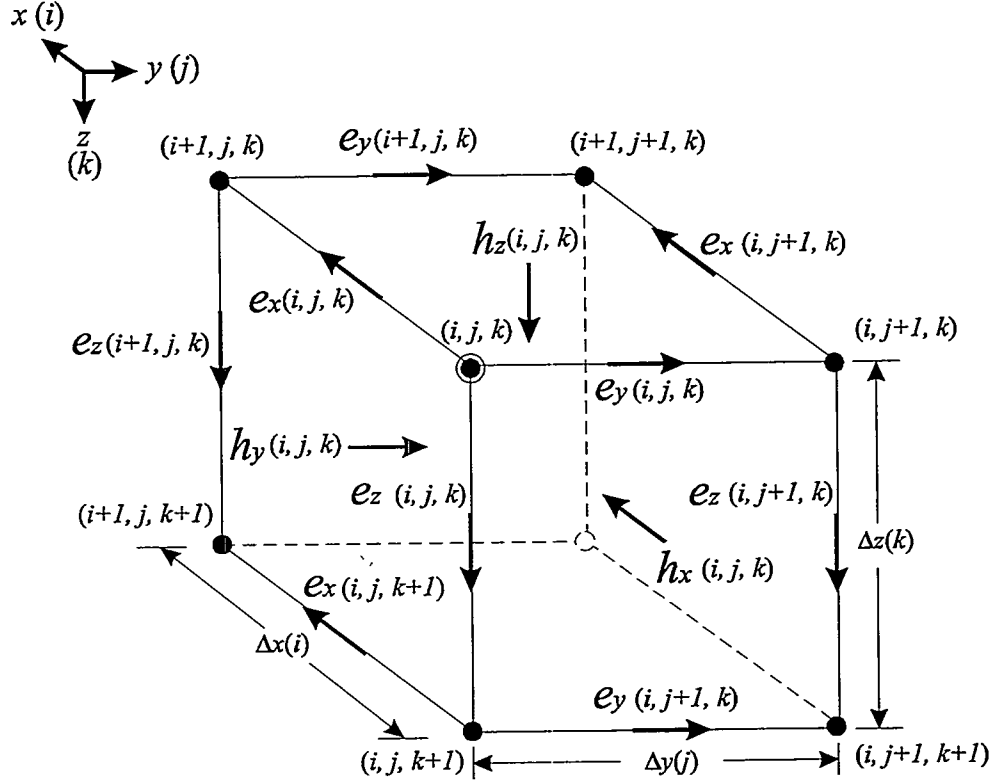 x (i)
y (j)
z
(k)
(i+1, j, k)
ey(i+1, j, k)
(i+1, j+1, k)
hz(i, j, k)
ex (i, j+1, k)
ex(i, j, k)
(i, j, k)
(i, j+1, k)
ez(i+1, j, k)
ey (i, j, k)
hy(i, j, k)
ez (i, j, k)
ez (i, j+1, k)
(i+1, j, k+1)
Δz(k)
hx (i, j, k)
ex(i, j, k+1)
Δx(i)
ey (i, j+1, k)
(i, j, k+1)
Δy(j)
(i, j+1, k+1)